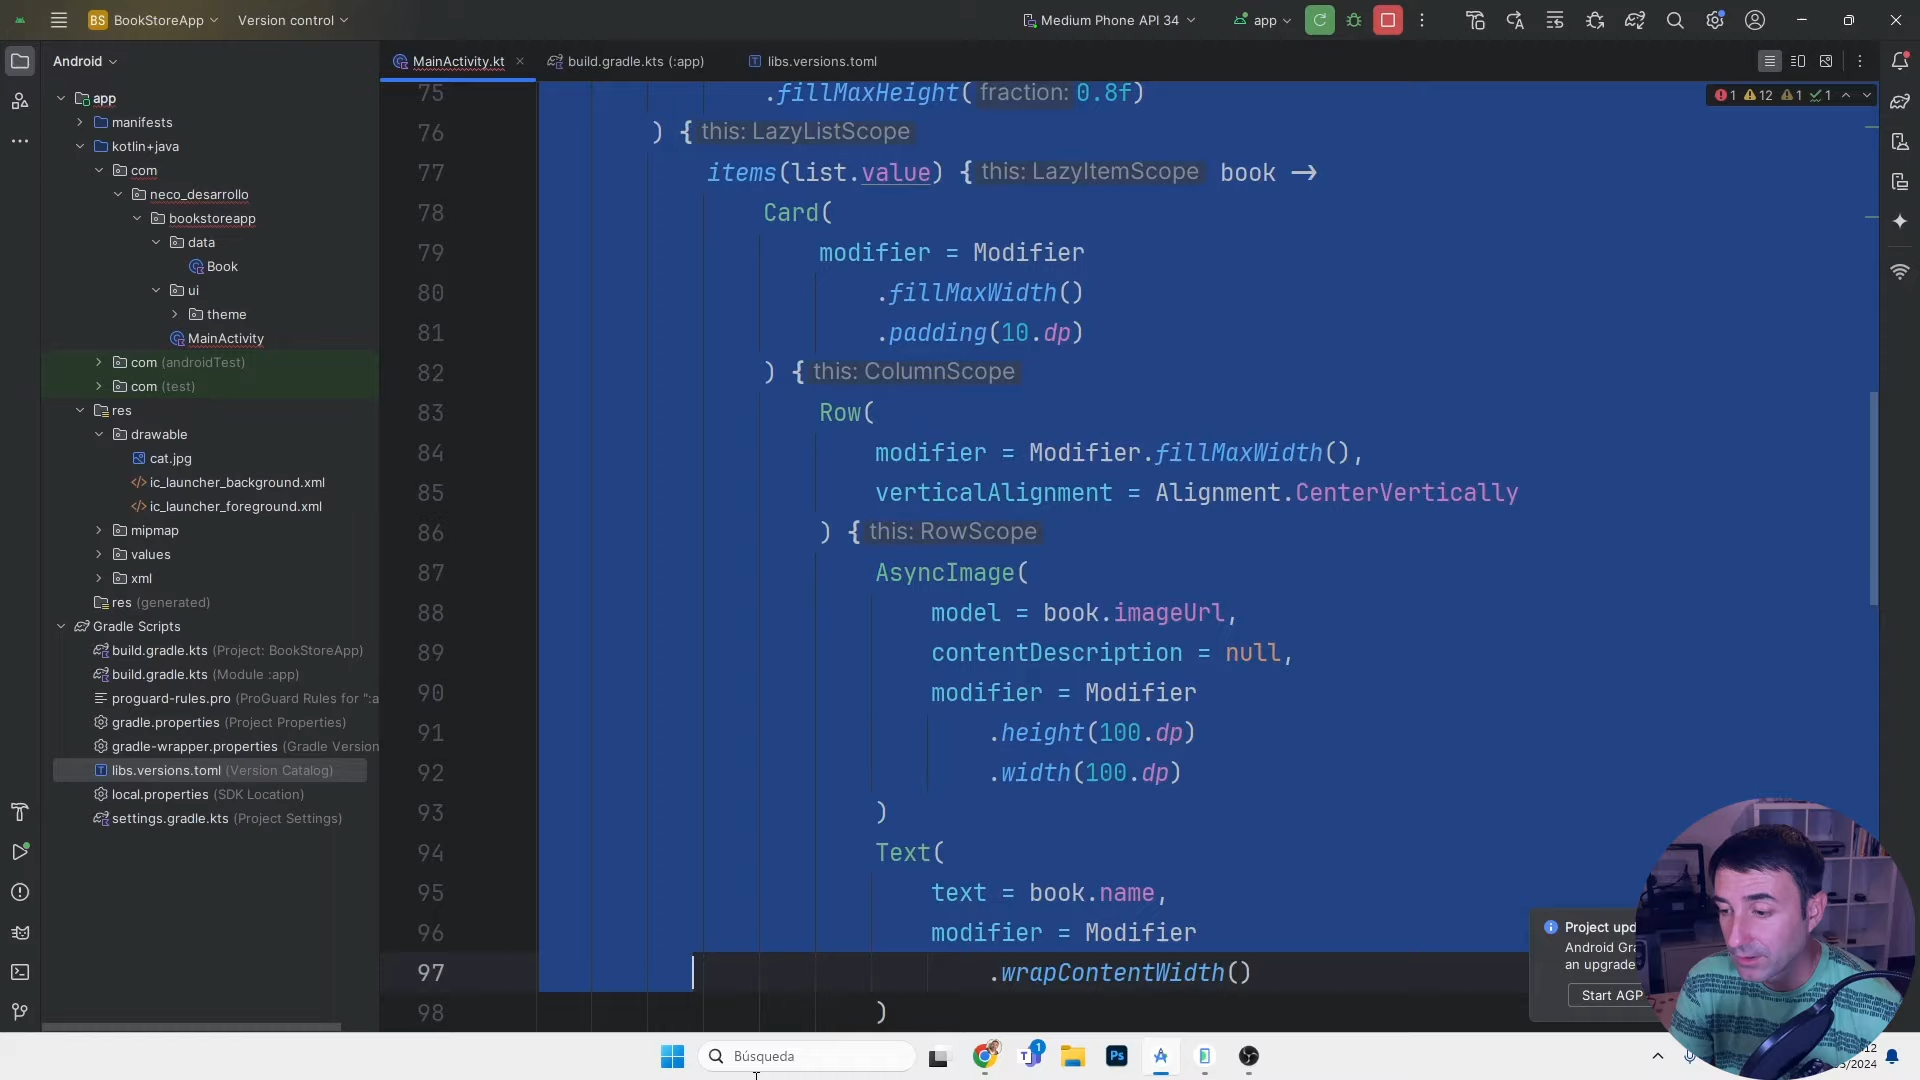 BS BookStoreApp
Version control
Medium Phone API 34
app
Android
MainActivity.kt
build.gradle.kts (:app)
libs.versions.toml
1 12 1 1
app
manifests
kotlin+java
com
neco_desarrollo
bookstoreapp
data
Book
ui
theme
MainActivity
com (androidTest)
com (test)
res
drawable
cat.jpg
ic_launcher_background.xml
ic_launcher_foreground.xml
mipmap
values
xml
res (generated)
Gradle Scripts
build.gradle.kts (Project: BookStoreApp)
build.gradle.kts (Module :app)
proguard-rules.pro (ProGuard Rules for ":a
gradle.properties (Project Properties)
gradle-wrapper.properties (Gradle Version
libs.versions.toml (Version Catalog)
local.properties (SDK Location)
settings.gradle.kts (Project Settings)
75 .fillMaxHeight( fraction: 0.8f)
76 ) { this: LazyListScope
77 items(list.value) { this: LazyItemScope book ->
78 Card(
79 modifier = Modifier
80 .fillMaxWidth()
81 .padding(10.dp)
82 ) { this: ColumnScope
83 Row(
84 modifier = Modifier.fillMaxWidth(),
85 verticalAlignment = Alignment.CenterVertically
86 ) { this: RowScope
87 AsyncImage(
88 model = book.imageUrl,
89 contentDescription = null,
90 modifier = Modifier
91 .height(100.dp)
92 .width(100.dp)
93 )
94 Text(
95 text = book.name,
96 modifier = Modifier
97 .wrapContentWidth()
98 )
Project upd
Android Gra
an upgrade
Start AGP
Búsqueda
T 1
Ps
12
/2024